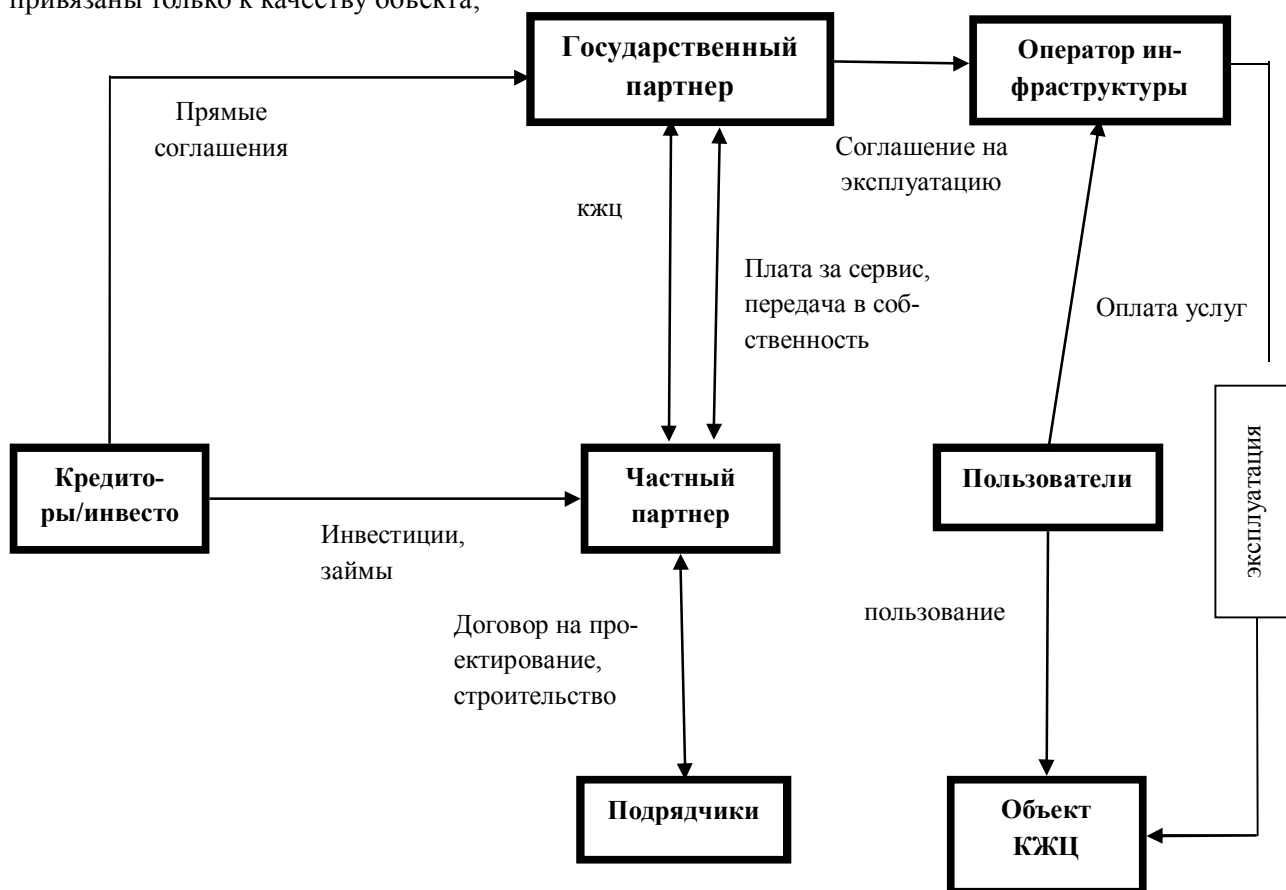 привязаны только к качеству объекта;
Государственный
партнер
Оператор ин-
фраструктуры
Прямые
соглашения
Соглашение на
эксплуатацию
кжц
Плата за сервис,
передача в соб-
ственность
Оплата услуг
Кредито-
ры/инвесто
Частный
партнер
Пользователи
эксплуатация
Инвестиции,
займы
пользование
Договор на про-
ектирование,
строительство
Подрядчики
Объект
КЖЦ